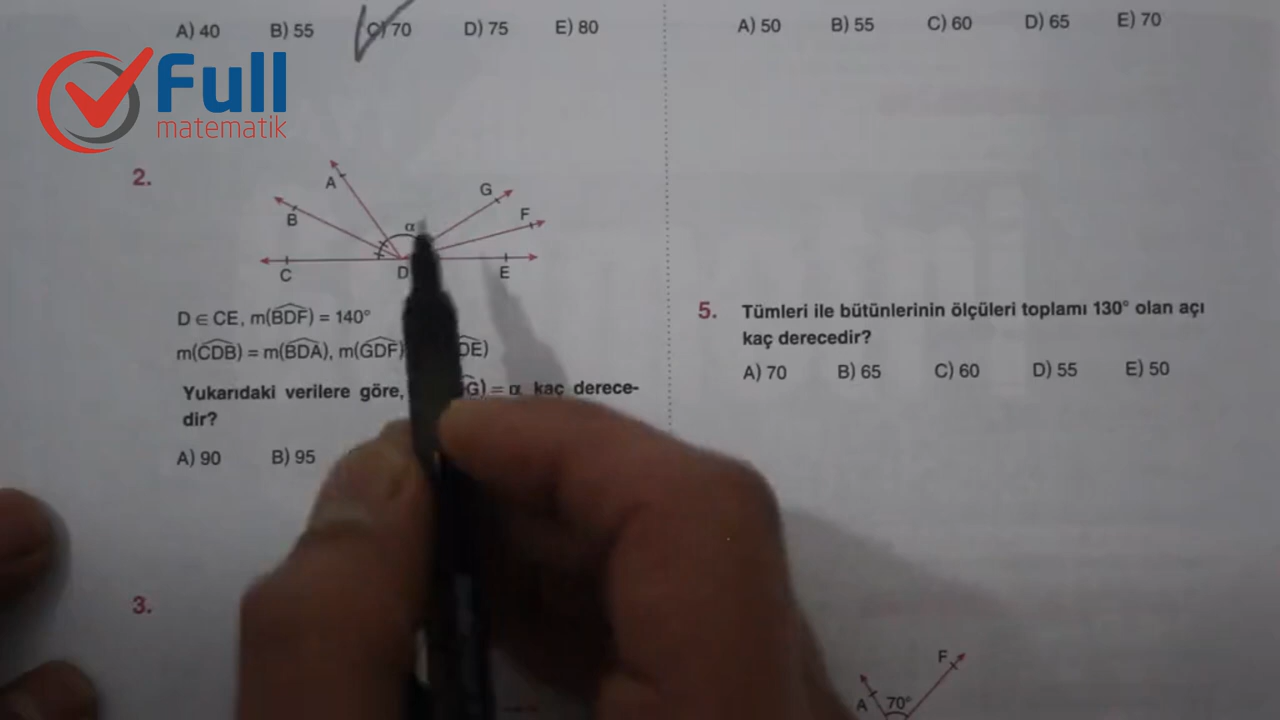 A) 40 B) 55 C) 70 D) 75 E) 80
Full
matematik
2.
A
B
C
D
α
G
F
E
D ∈ CE, m(BDF) = 140°
m(CDB) = m(BDA), m(GDF) DE)
Yukarıdaki verilere göre, G) = α kaç derece-
dir?
A) 90 B) 95
3.
A) 50 B) 55 C) 60 D) 65 E) 70
5. Tümleri ile bütünlerinin ölçüleri toplamı 130° olan açı
kaç derecedir?
A) 70 B) 65 C) 60 D) 55 E) 50
F
A 70°